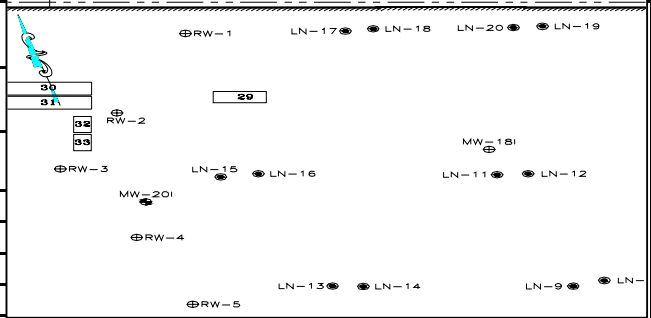 RW-1
LN-17
LN-18
LN-20
LN-19
30
31
29
RW-2
32
33
MW-18I
RW-3
LN-15
LN-16
LN-11
LN-12
MW-20I
RW-4
LN-13
LN-14
LN-9
LN-
RW-5